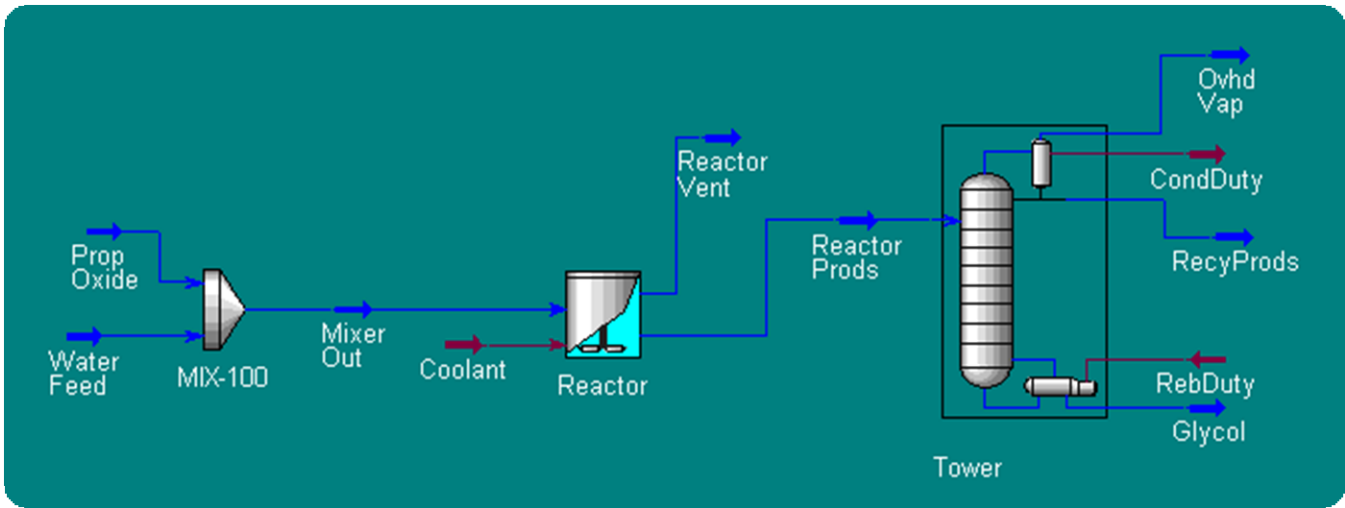 Ovhd
Vap
Reactor
Vent
CondDuty
Prop
Oxide
Reactor
Prods
RecyProds
Mixer
Out
Water
Feed
MIX-100
Coolant
Reactor
RebDuty
Glycol
Tower